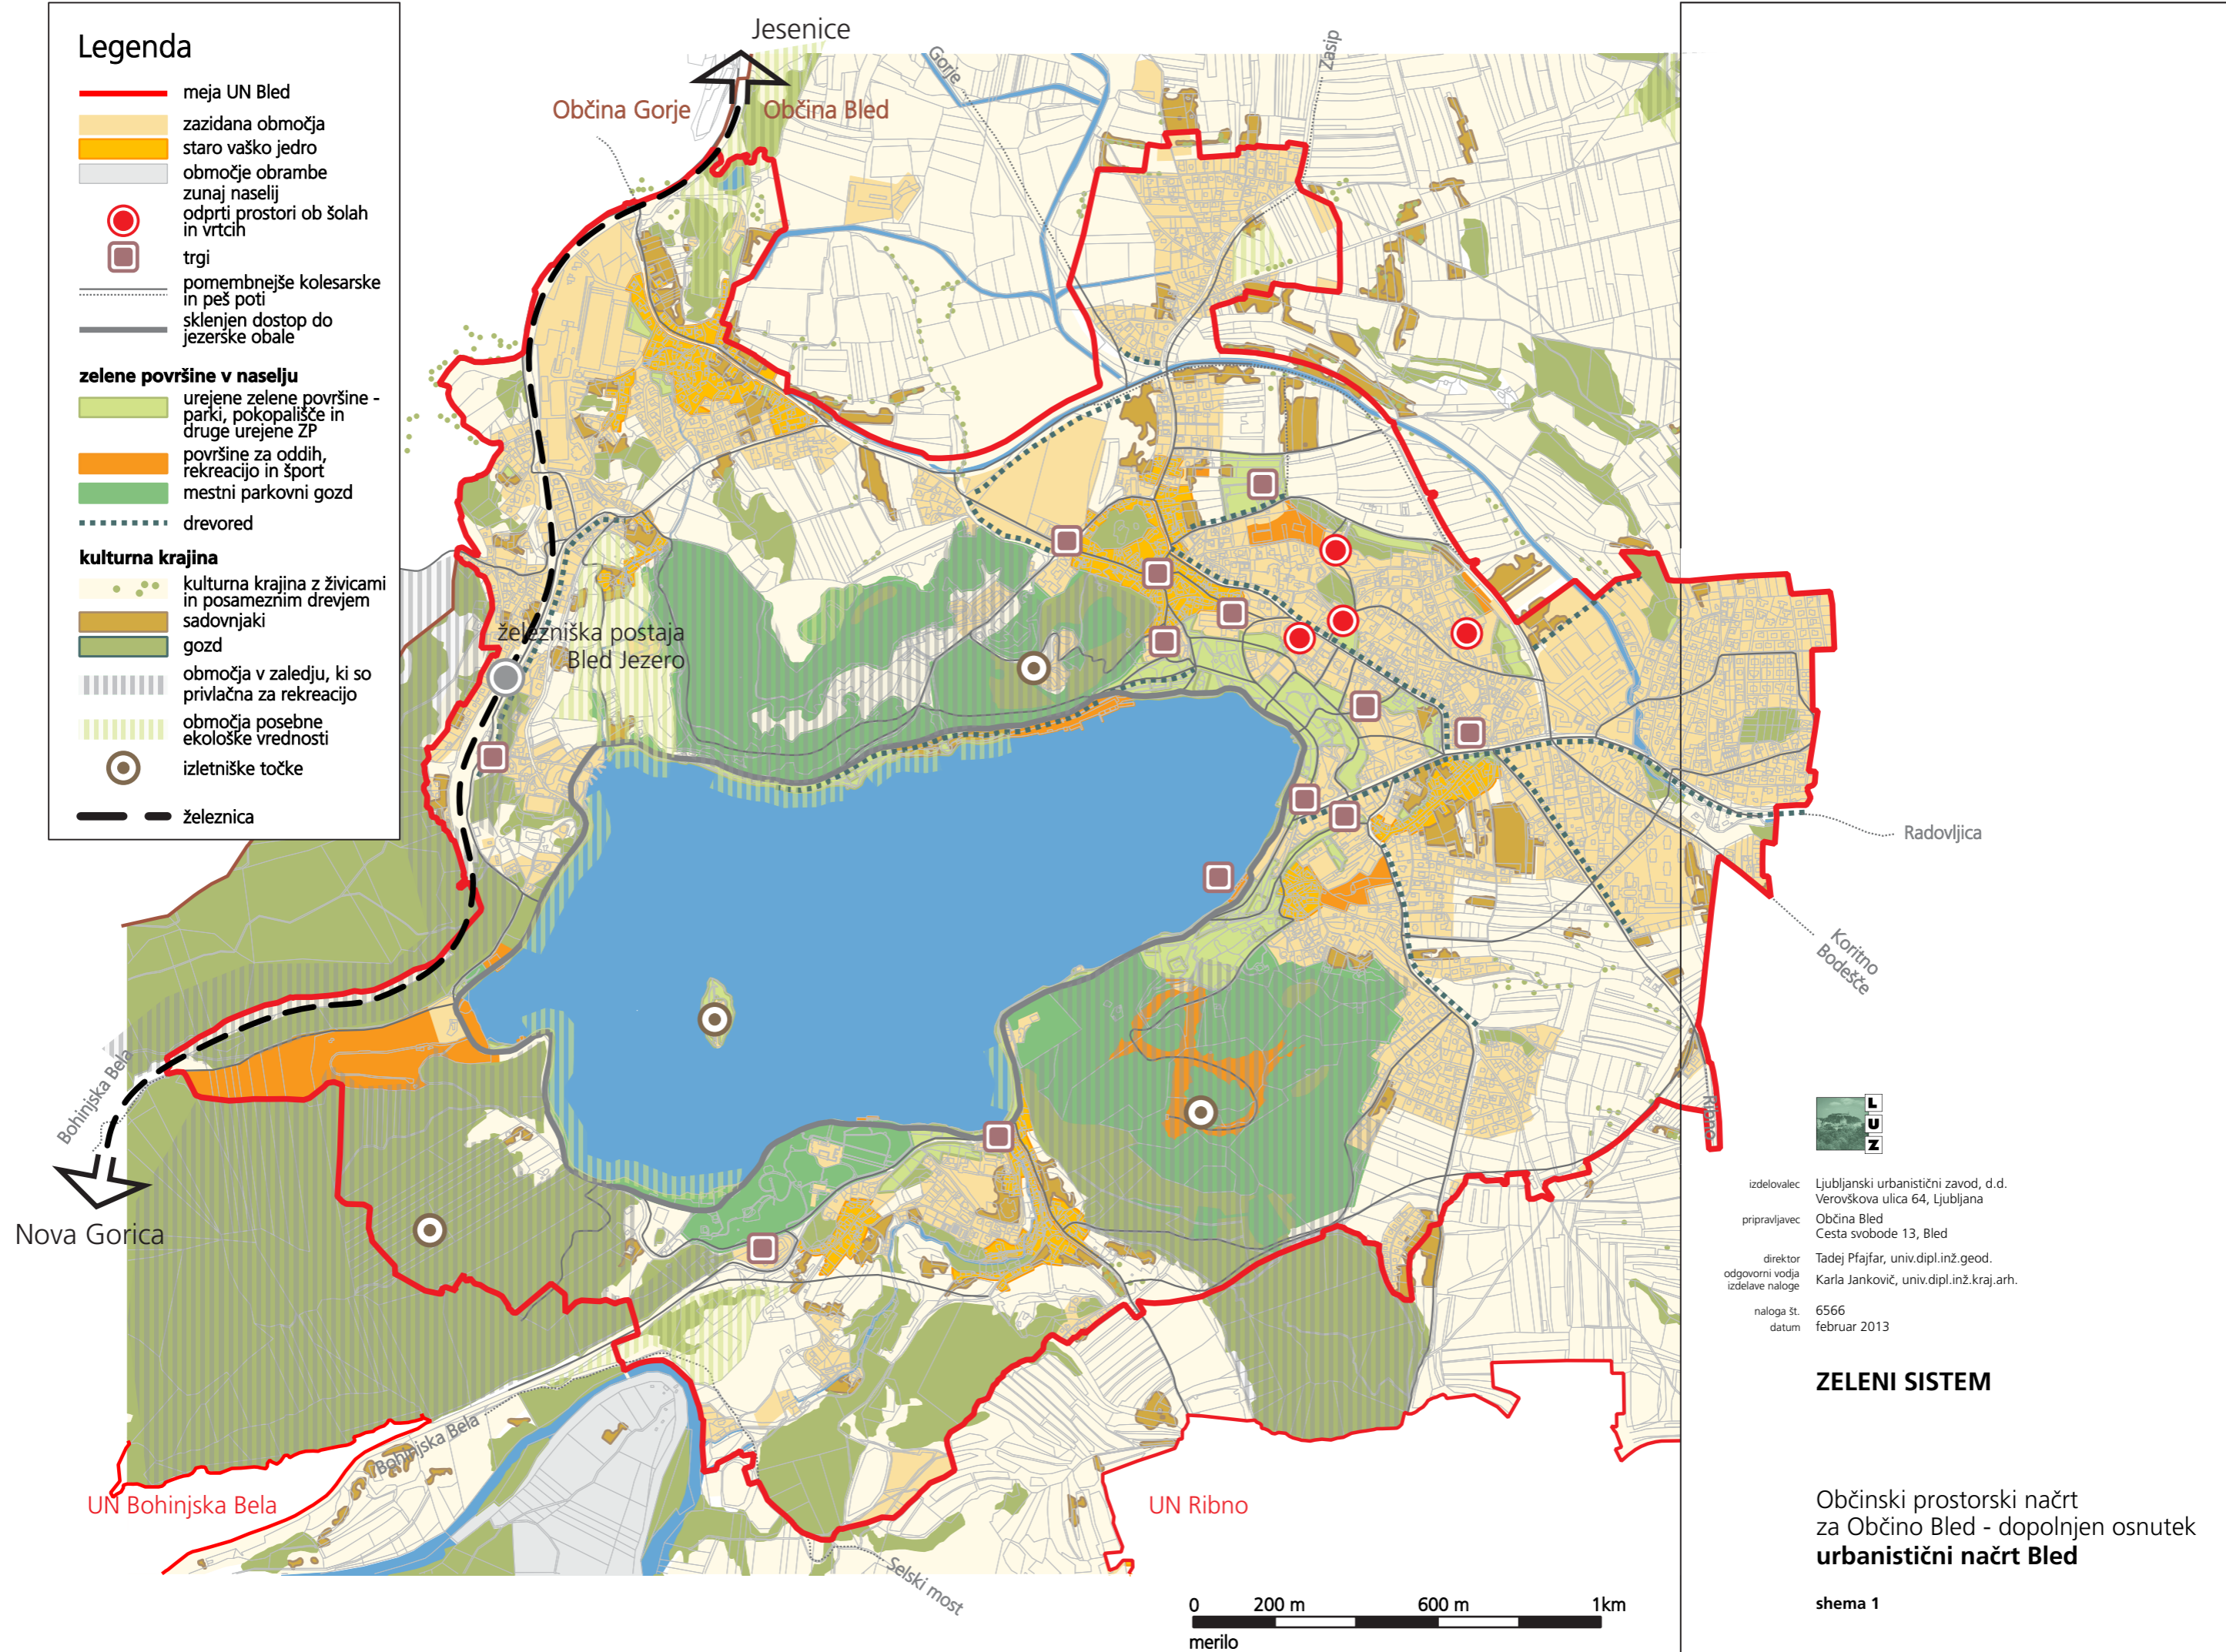 Legenda
meja UN Bled
zazidana območja
staro vaško jedro
območje obrambe
zunaj naselij
odprti prostori ob šolah
in vrtcih
trgi
pomembnejše kolesarske
in peš poti
sklenjen dostop do
jezerske obale
zelene površine v naselju
urejene zelene površine -
parki, pokopališče in
druge urejene ZP
površine za oddih,
rekreacijo in šport
mestni parkovni gozd
drevored
kulturna krajina
kulturna krajina z živicami
in posameznim drevjem
sadovnjaki
gozd
območja v zaledju, ki so
privlačna za rekreacijo
območja posebne
ekološke vrednosti
izletniške točke
železnica
Jesenice
Občina Gorje
Občina Bled
Gorje
Zasip
železniška postaja
Bled Jezero
Radovljica
Koritno
Bodešče
Ribno
Bohinjska Bela
Nova Gorica
Bohinjska Bela
UN Bohinjska Bela
UN Ribno
Selski most
0 200 m 600 m 1km
merilo
L
U
Z
izdelovalec Ljubljanski urbanistični zavod, d.d.
Verovškova ulica 64, Ljubljana
pripravljavec Občina Bled
Cesta svobode 13, Bled
direktor Tadej Pfajfar, univ.dipl.inž.geod.
odgovorni vodja
izdelave naloge Karla Jankovič, univ.dipl.inž.kraj.arh.
naloga št. 6566
datum februar 2013
ZELENI SISTEM
Občinski prostorski načrt
za Občino Bled - dopolnjen osnutek
urbanistični načrt Bled
shema 1